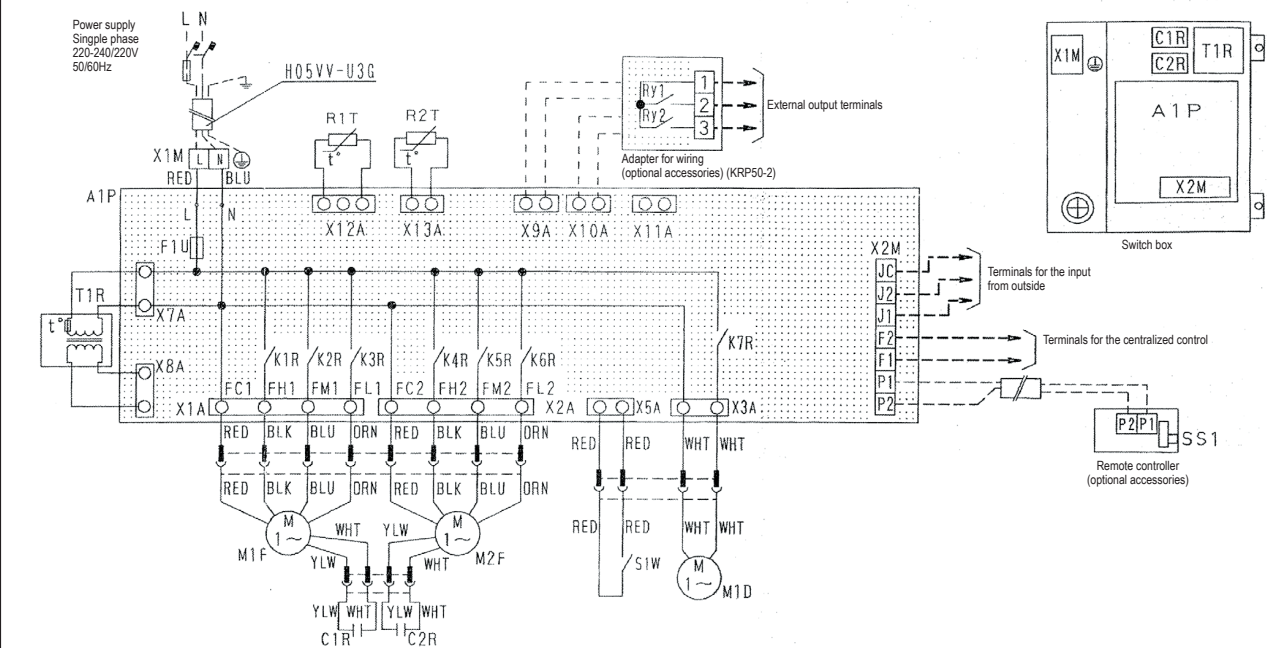 Power supply
Singple phase
220-240/220V
50/60Hz
L N
H05VV-U3G
X1M L N
RED BLU
R1T
t°
R2T
t°
Ry1
Ry2
1
2
3
External output terminals
Adapter for wiring
(optional accessories) (KRP50-2)
X1M
C1R
C2R
T1R
A1P
X2M
Switch box
A1P
L N
F1U
X12A X13A X9A X10A X11A
X2M
JC
J2
J1
F2
F1
P1
P2
Terminals for the input
from outside
Terminals for the centralized control
P2 P1
SS1
Remote controller
(optional accessories)
T1R
t°
X7A
X8A
K1R K2R K3R K4R K5R K6R K7R
FC1 FH1 FM1 FL1 FC2 FH2 FM2 FL2
X1A X2A X5A X3A
RED BLK BLU ORN RED BLK BLU ORN RED RED WHT WHT
RED BLK BLU ORN RED BLK BLU ORN RED RED WHT WHT
M
1~
M1F
M
1~
M2F
YLW WHT YLW WHT
YLW WHT YLW WHT
C1R C2R
S1W
M
1~
M1D